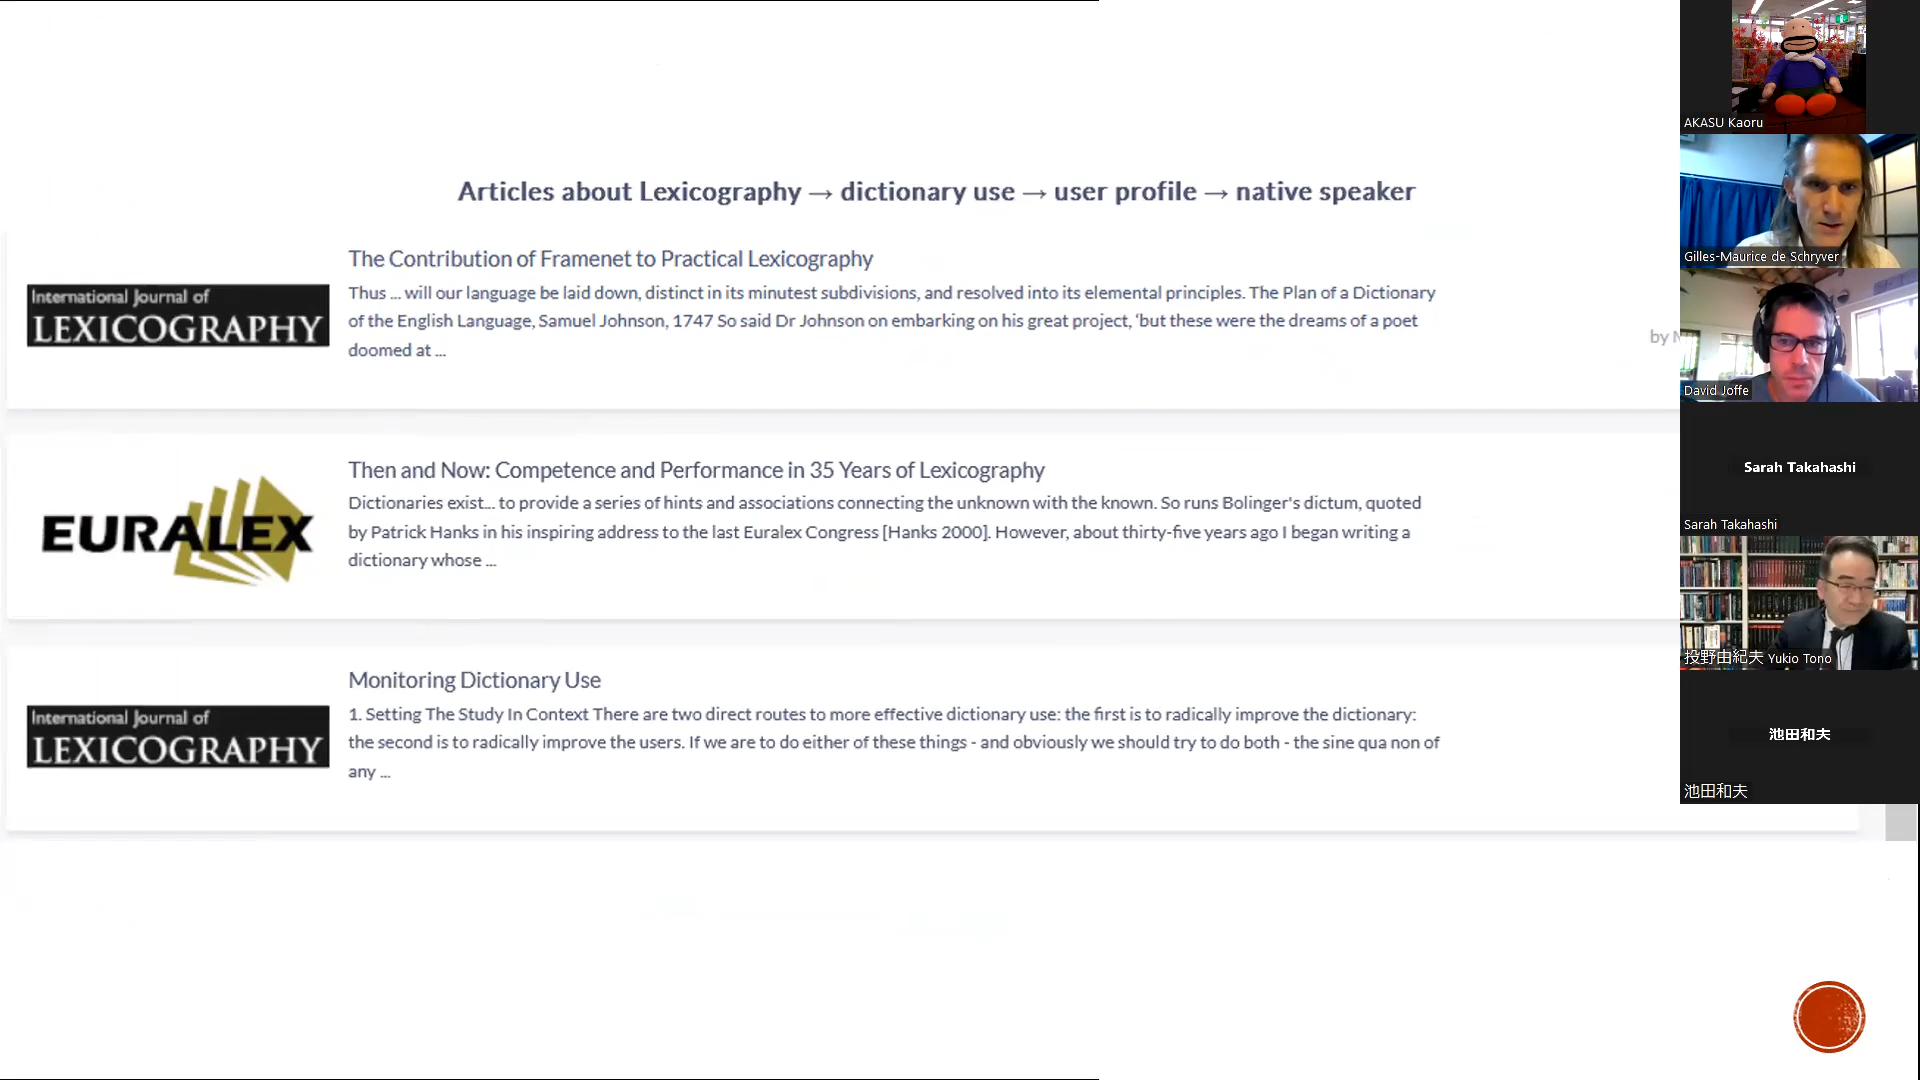 Articles about Lexicography → dictionary use → user profile → native speaker
International Journal of
LEXICOGRAPHY
The Contribution of Framenet to Practical Lexicography
Thus ... will our language be laid down, distinct in its minutest subdivisions, and resolved into its elemental principles. The Plan of a Dictionary
of the English Language, Samuel Johnson, 1747 So said Dr Johnson on embarking on his great project, ‘but these were the dreams of a poet
doomed at ...
by
EURALEX
Then and Now: Competence and Performance in 35 Years of Lexicography
Dictionaries exist... to provide a series of hints and associations connecting the unknown with the known. So runs Bolinger's dictum, quoted
by Patrick Hanks in his inspiring address to the last Euralex Congress [Hanks 2000]. However, about thirty-five years ago I began writing a
dictionary whose ...
International Journal of
LEXICOGRAPHY
Monitoring Dictionary Use
1. Setting The Study In Context There are two direct routes to more effective dictionary use: the first is to radically improve the dictionary:
the second is to radically improve the users. If we are to do either of these things - and obviously we should try to do both - the sine qua non of
any ...
AKASU Kaoru
Gilles-Maurice de Schryver
David Joffe
Sarah Takahashi
Sarah Takahashi
投野由紀夫 Yukio Tono
池田和夫
池田和夫